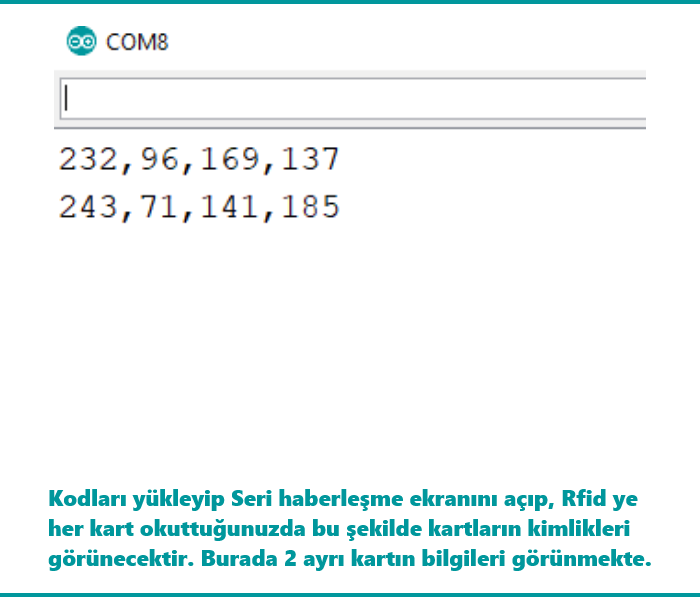 COM8
232,96,169,137
243,71,141,185
Kodları yükleyip Seri haberleşme ekranını açıp, Rfid ye
her kart okuttuğunuzda bu şekilde kartların kimlikleri
görünecektir. Burada 2 ayrı kartın bilgileri görünmekte.